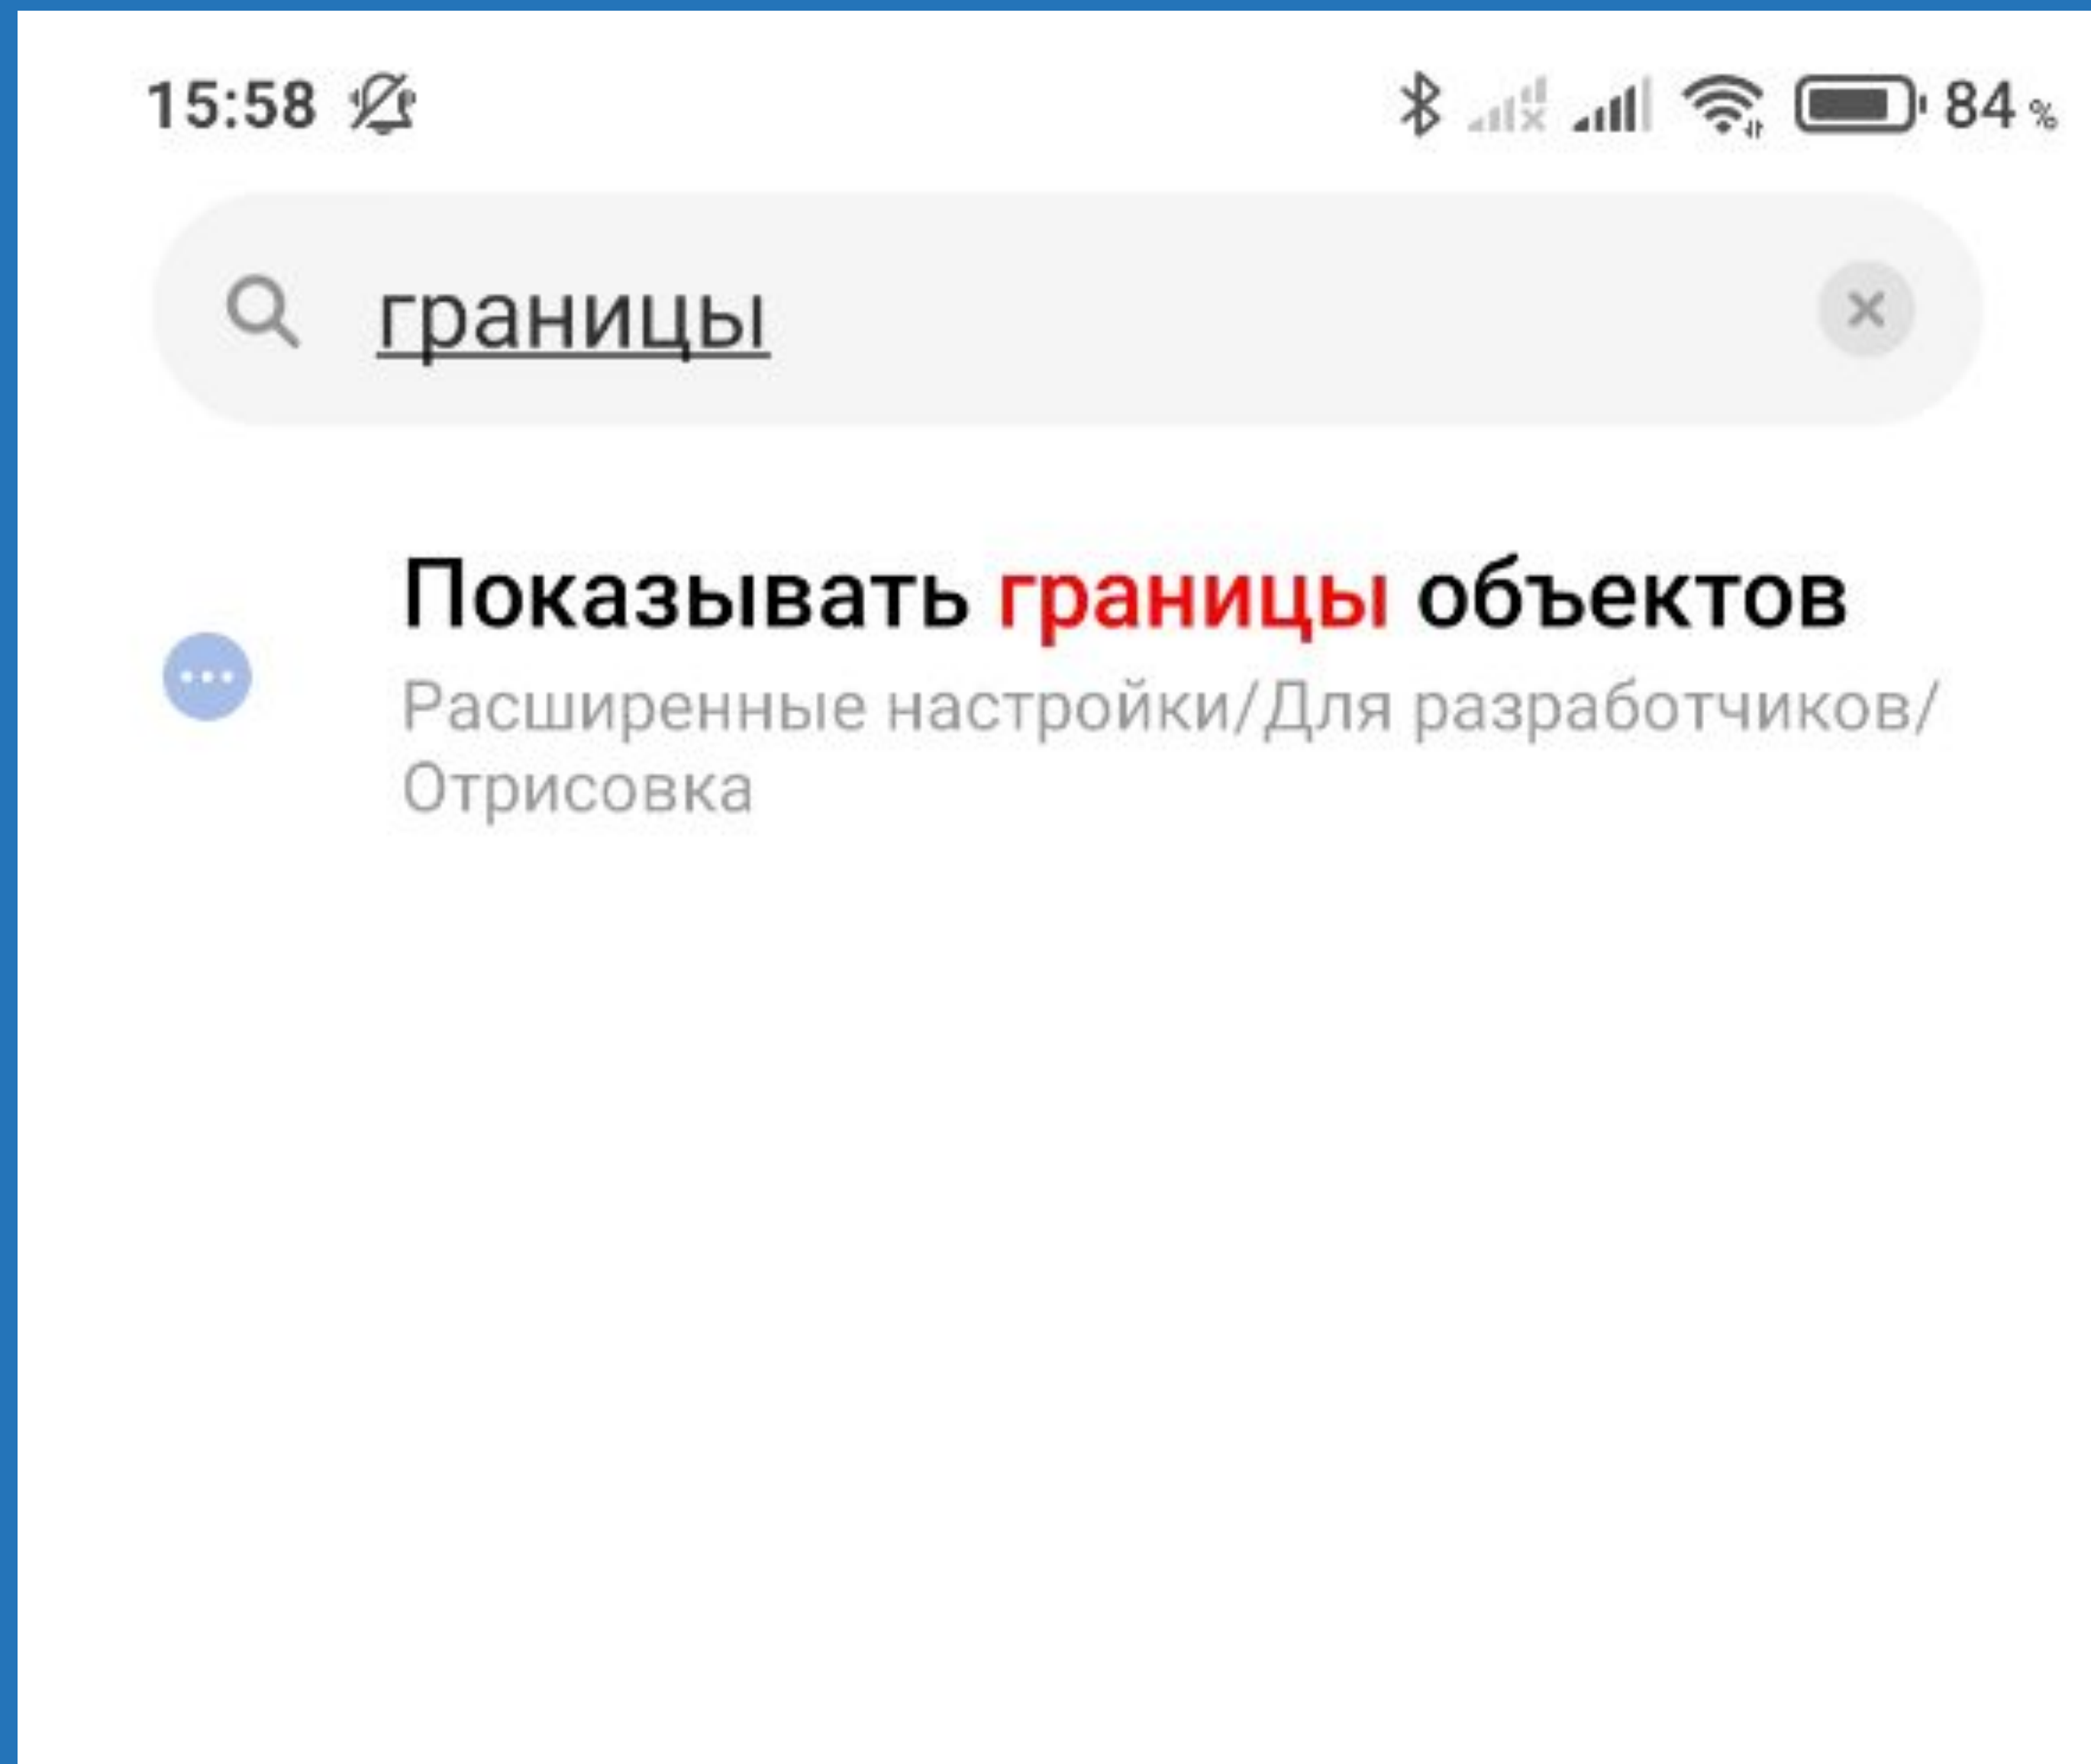 15:58 84 %
границы
Показывать границы объектов
Расширенные настройки/Для разработчиков/
Отрисовка